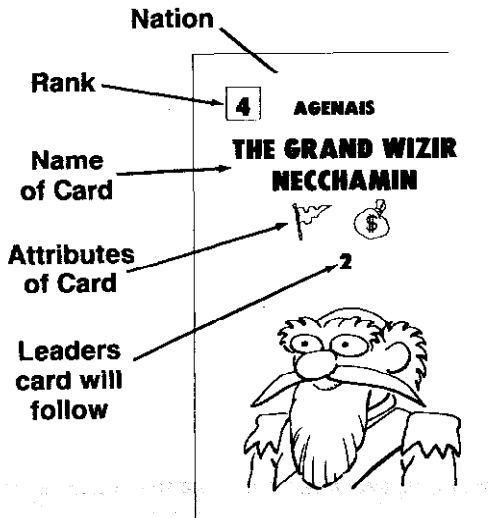 Nation
Rank
4
AGENAIS
Name
of Card
THE GRAND WIZIR
NECCHAMIN
Attributes
of Card
$
2
Leaders
card will
follow